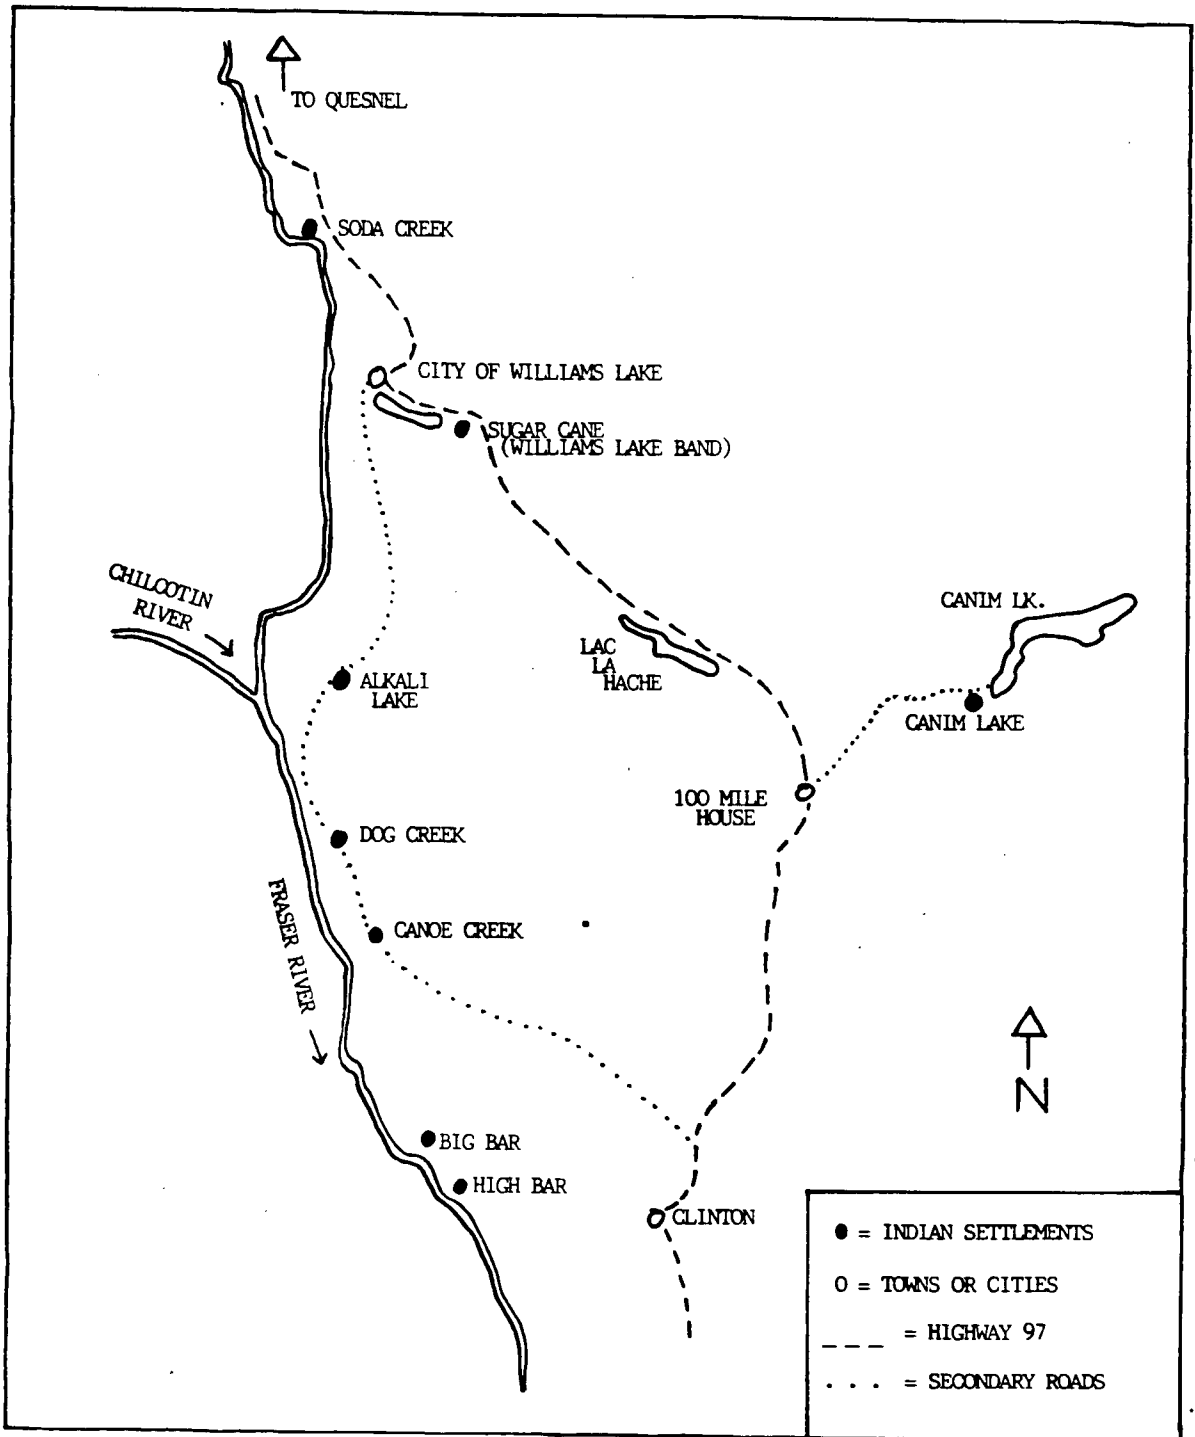 TO QUESNEL
SODA CREEK
CITY OF WILLIAMS LAKE
SUGAR CANE
(WILLIAMS LAKE BAND)
CHILCOTIN
RIVER
CANIM LK.
LAC
LA
HACHE
ALKALI
LAKE
CANIM LAKE
100 MILE
HOUSE
DOG CREEK
FRASER RIVER
CANOE CREEK
N
BIG BAR
HIGH BAR
CLINTON
● = INDIAN SETTLEMENTS
O = TOWNS OR CITIES
_ _ _ = HIGHWAY 97
. . . = SECONDARY ROADS